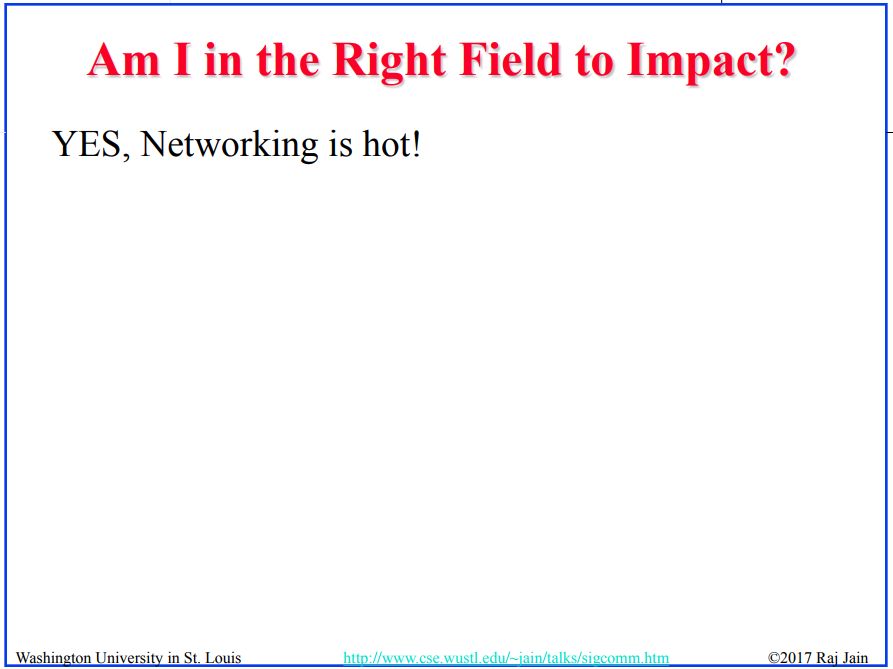 Am I in the Right Field to Impact?
YES, Networking is hot!
Washington University in St. Louis http://www.cse.wustl.edu/~jain/talks/sigcomm.htm ©2017 Raj Jain